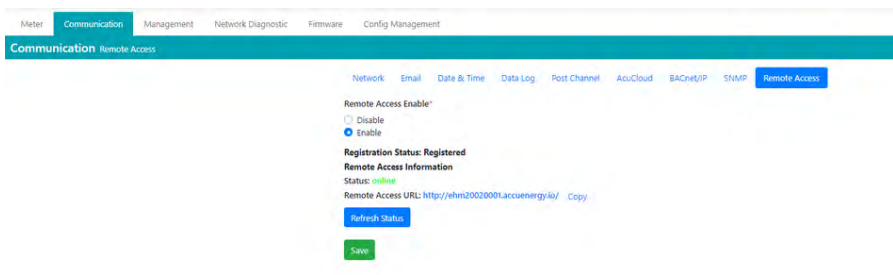 Meter Communication Management Network Diagnostic Firmware Config Management
Communication Remote Access
Network Email Date & Time Data Log Post Channel AcuCloud BACnet/IP SNMP Remote Access
Remote Access Enable*
Disable
Enable
Registration Status: Registered
Remote Access Information
Status: online
Remote Access URL: http://ehm20020001.accuenergy.io/ Copy
Refresh Status
Save